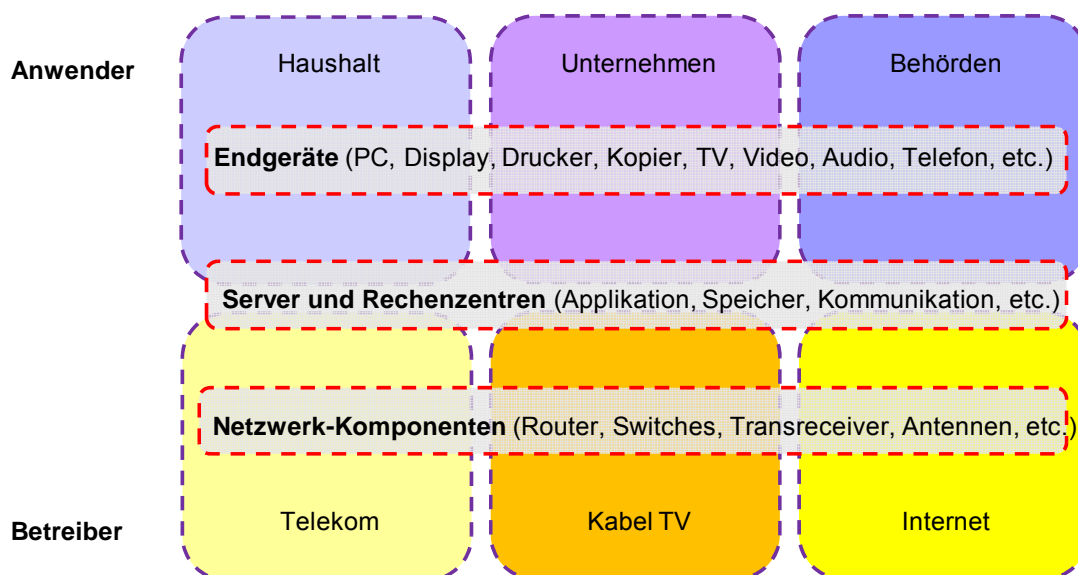 Anwender
Haushalt
Unternehmen
Behörden
Endgeräte (PC, Display, Drucker, Kopier, TV, Video, Audio, Telefon, etc.)
Server und Rechenzentren (Applikation, Speicher, Kommunikation, etc.)
Netzwerk-Komponenten (Router, Switches, Transreceiver, Antennen, etc.)
Betreiber
Telekom
Kabel TV
Internet